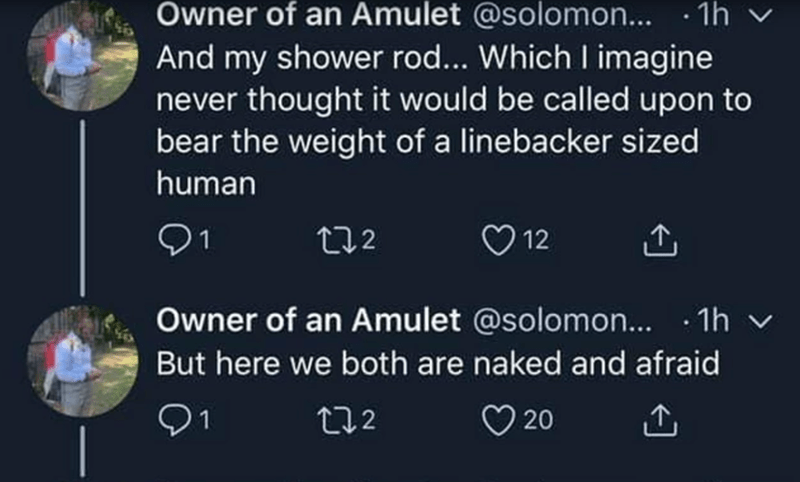 Owner of an Amulet @solomon... · 1h
And my shower rod... Which I imagine
never thought it would be called upon to
bear the weight of a linebacker sized
human
1 2 12
Owner of an Amulet @solomon... · 1h
But here we both are naked and afraid
1 2 20